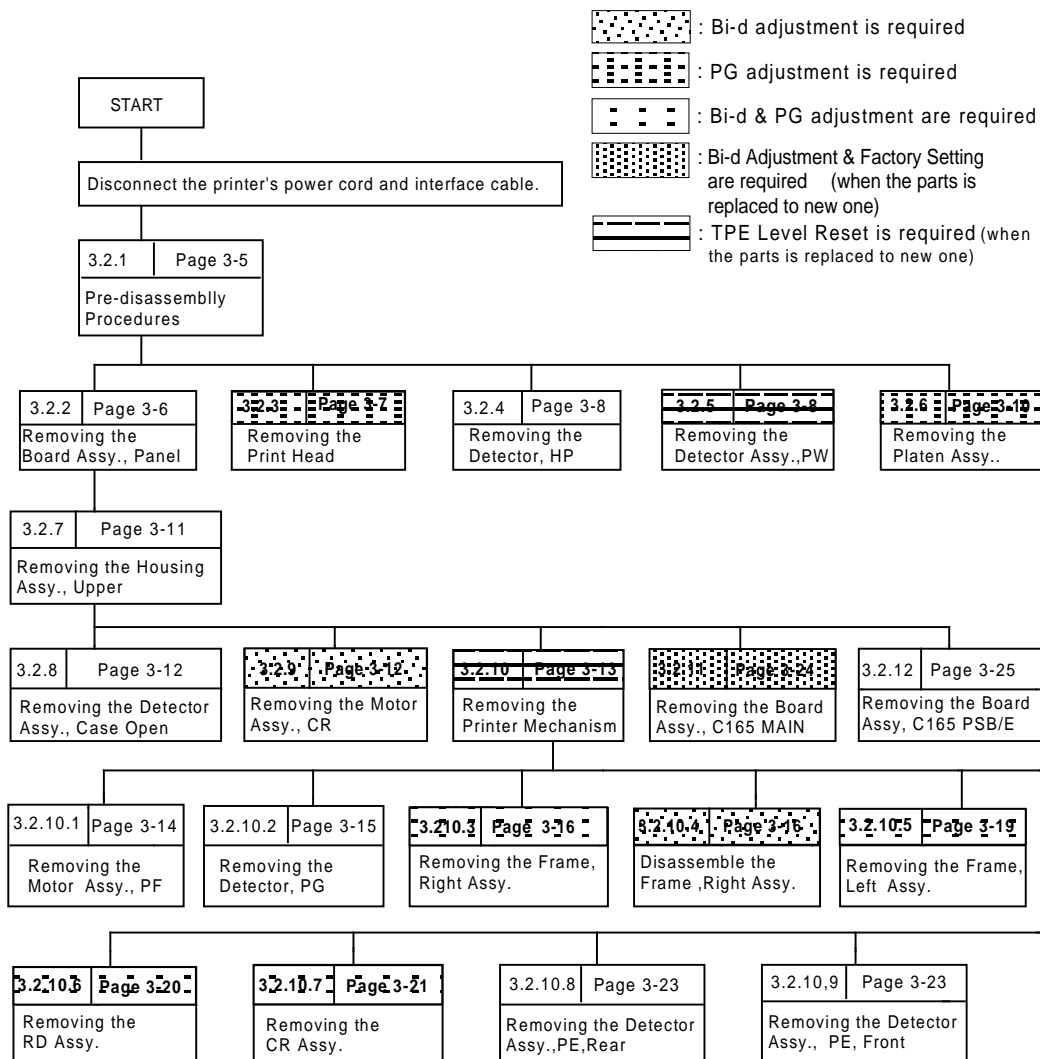 : Bi-d adjustment is required
: PG adjustment is required
: Bi-d & PG adjustment are required
: Bi-d Adjustment & Factory Setting
are required (when the parts is
replaced to new one)
: TPE Level Reset is required (when
the parts is replaced to new one)
START
Disconnect the printer's power cord and interface cable.
3.2.1 Page 3-5
Pre-disassemblly
Procedures
3.2.2 Page 3-6
Removing the
Board Assy., Panel
3.2.3 Page 3-7
Removing the
Print Head
3.2.4 Page 3-8
Removing the
Detector, HP
3.2.5 Page 3-8
Removing the
Detector Assy.,PW
3.2.6 Page 3-10
Removing the
Platen Assy..
3.2.7 Page 3-11
Removing the Housing
Assy., Upper
3.2.8 Page 3-12
Removing the Detector
Assy., Case Open
3.2.9 Page 3-12
Removing the Motor
Assy., CR
3.2.10 Page 3-13
Removing the
Printer Mechanism
3.2.11 Page 3-24
Removing the Board
Assy., C165 MAIN
3.2.12 Page 3-25
Removing the Board
Assy, C165 PSB/E
3.2.10.1 Page 3-14
Removing the
Motor Assy., PF
3.2.10.2 Page 3-15
Removing the
Detector, PG
3.210.3 Page 3-16
Removing the Frame,
Right Assy.
3.2.10.4 Page 3-16
Disassemble the
Frame ,Right Assy.
3.2.10.5 Page 3-19
Removing the Frame,
Left Assy.
3.2.10.6 Page 3-20
Removing the
RD Assy.
3.2.10.7 Page 3-21
Removing the
CR Assy.
3.2.10.8 Page 3-23
Removing the Detector
Assy.,PE,Rear
3.2.10,9 Page 3-23
Removing the Detector
Assy., PE, Front